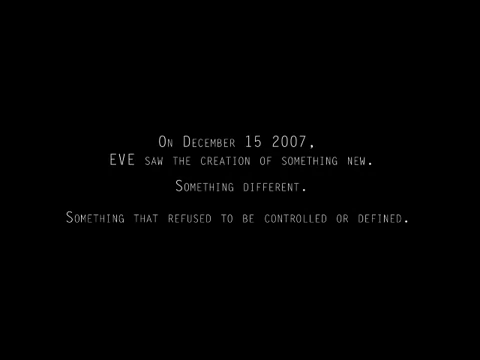 On December 15 2007,
EVE saw the creation of something new.
Something different.
Something that refused to be controlled or defined.